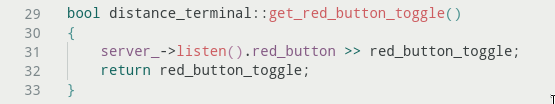 29 bool distance_terminal::get_red_button_toggle()
30 {
31 server_->listen().red_button >> red_button_toggle;
32 return red_button_toggle;
33 }